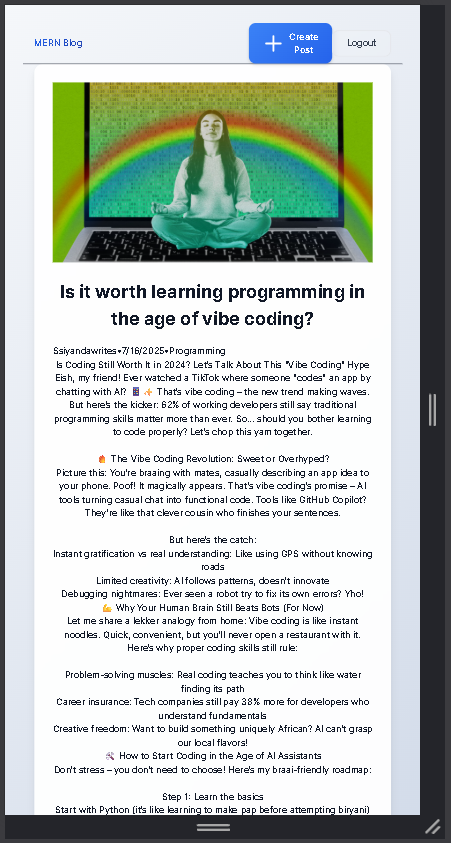 MERN Blog
Create
Post
Logout
Is it worth learning programming in
the age of vibe coding?
Ssiyandawrites•7/16/2025•Programming
Is Coding Still Worth It in 2024? Let's Talk About This "Vibe Coding" Hype
Eish, my friend! Ever watched a TikTok where someone "codes" an app by
chatting with AI? 📱 ✨ That's vibe coding – the new trend making waves.
But here's the kicker: 62% of working developers still say traditional
programming skills matter more than ever. So... should you bother learning
to code properly? Let's chop this yam together.
🔥 The Vibe Coding Revolution: Sweet or Overhyped?
Picture this: You're braaing with mates, casually describing an app idea to
your phone. Poof! It magically appears. That's vibe coding's promise – AI
tools turning casual chat into functional code. Tools like GitHub Copilot?
They're like that clever cousin who finishes your sentences.
But here's the catch:
Instant gratification vs real understanding: Like using GPS without knowing
roads
Limited creativity: AI follows patterns, doesn't innovate
Debugging nightmares: Ever seen a robot try to fix its own errors? Yho!
💪 Why Your Human Brain Still Beats Bots (For Now)
Let me share a lekker analogy from home: Vibe coding is like instant
noodles. Quick, convenient, but you'll never open a restaurant with it.
Here's why proper coding skills still rule:
Problem-solving muscles: Real coding teaches you to think like water
finding its path
Career insurance: Tech companies still pay 38% more for developers who
understand fundamentals
Creative freedom: Want to build something uniquely African? AI can't grasp
our local flavors!
🛠 How to Start Coding in the Age of AI Assistants
Don't stress – you don't need to choose! Here's my braai-friendly roadmap:
Step 1: Learn the basics
Start with Python (it's like learning to make pap before attempting biryani)